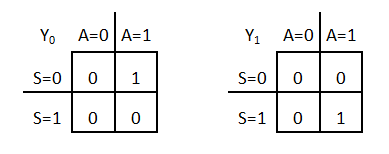 Y₀ A=0 A=1 Y₁ A=0 A=1
S=0 0 1 S=0 0 0
S=1 0 0 S=1 0 1